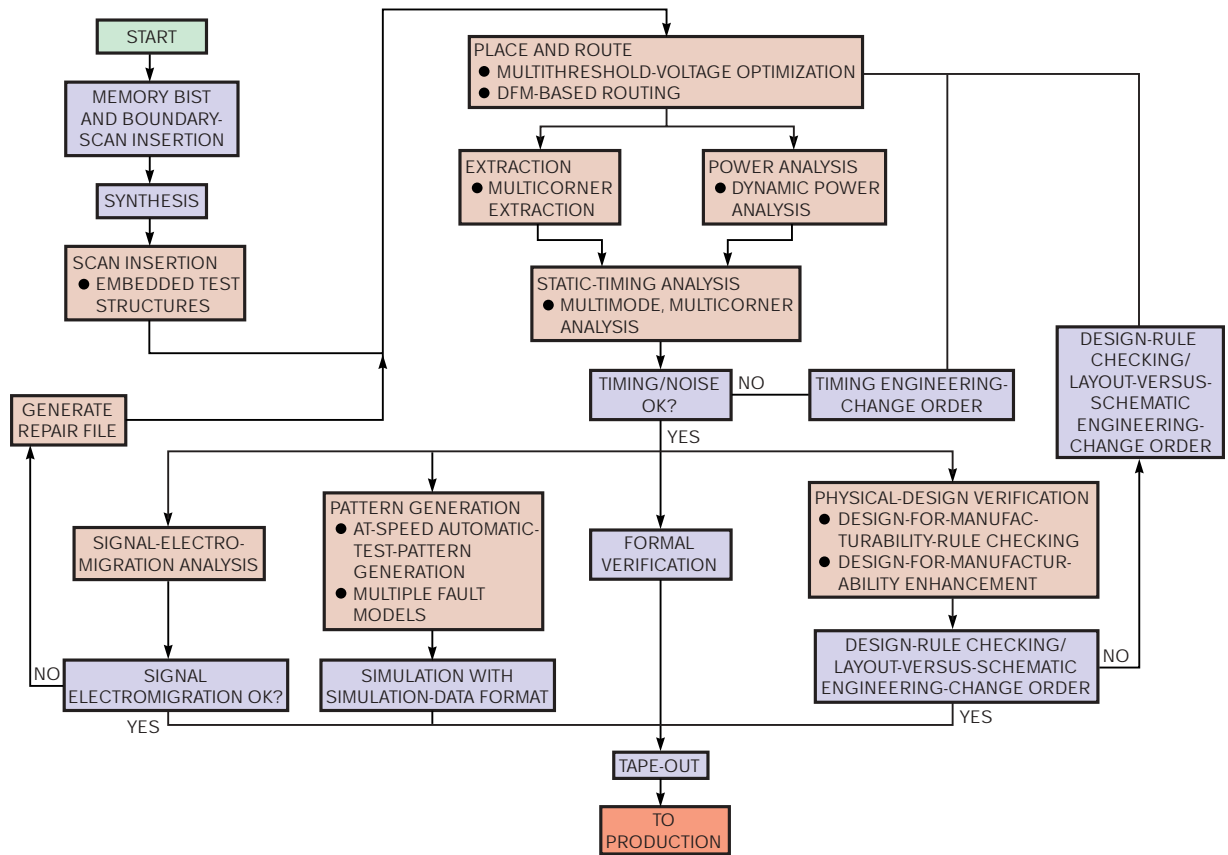 START
MEMORY BIST
AND BOUNDARY-
SCAN INSERTION
SYNTHESIS
SCAN INSERTION
● EMBEDDED TEST
STRUCTURES
PLACE AND ROUTE
● MULTITHRESHOLD-VOLTAGE OPTIMIZATION
● DFM-BASED ROUTING
EXTRACTION
● MULTICORNER
EXTRACTION
POWER ANALYSIS
● DYNAMIC POWER
ANALYSIS
STATIC-TIMING ANALYSIS
● MULTIMODE, MULTICORNER
ANALYSIS
TIMING/NOISE
OK?
NO
TIMING ENGINEERING-
CHANGE ORDER
DESIGN-RULE
CHECKING/
LAYOUT-VERSUS-
SCHEMATIC
ENGINEERING-
CHANGE ORDER
GENERATE
REPAIR FILE
YES
SIGNAL-ELECTRO-
MIGRATION ANALYSIS
PATTERN GENERATION
● AT-SPEED AUTOMATIC-
TEST-PATTERN
GENERATION
● MULTIPLE FAULT
MODELS
FORMAL
VERIFICATION
PHYSICAL-DESIGN VERIFICATION
● DESIGN-FOR-MANUFAC-
TURABILITY-RULE CHECKING
● DESIGN-FOR-MANUFACTUR-
ABILITY ENHANCEMENT
NO
SIGNAL
ELECTROMIGRATION OK?
SIMULATION WITH
SIMULATION-DATA FORMAT
DESIGN-RULE CHECKING/
LAYOUT-VERSUS-SCHEMATIC
ENGINEERING-CHANGE ORDER
NO
YES
YES
TAPE-OUT
TO
PRODUCTION